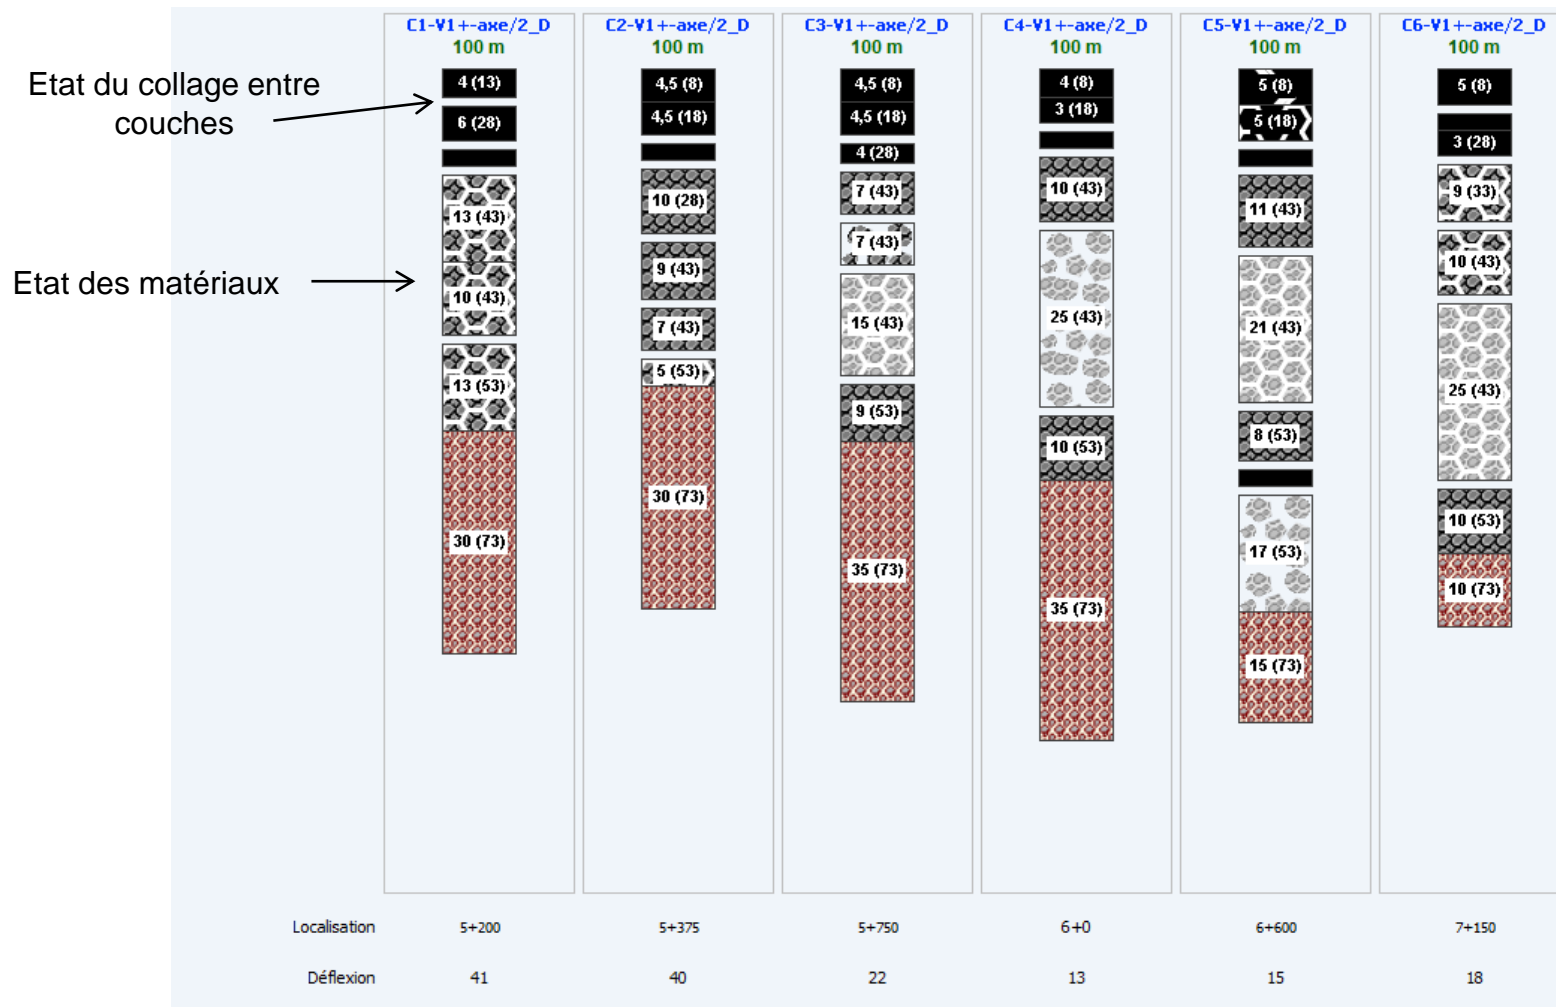 C1-V1+-axe/2_D
100 m
4 (13)
6 (28)
13 (43)
10 (43)
13 (53)
30 (73)
C2-V1+-axe/2_D
100 m
4,5 (8)
4,5 (18)
10 (28)
9 (43)
7 (43)
5 (53)
30 (73)
C3-V1+-axe/2_D
100 m
4,5 (8)
4,5 (18)
4 (28)
7 (43)
7 (43)
15 (43)
9 (53)
35 (73)
C4-V1+-axe/2_D
100 m
4 (8)
3 (18)
10 (43)
25 (43)
10 (53)
35 (73)
C5-V1+-axe/2_D
100 m
5 (8)
5 (18)
11 (43)
21 (43)
8 (53)
17 (53)
15 (73)
C6-V1+-axe/2_D
100 m
5 (8)
3 (28)
9 (33)
10 (43)
25 (43)
10 (53)
10 (73)
Etat du collage entre
couches
Etat des matériaux
Localisation 5+200 5+375 5+750 6+0 6+600 7+150
Déflexion 41 40 22 13 15 18